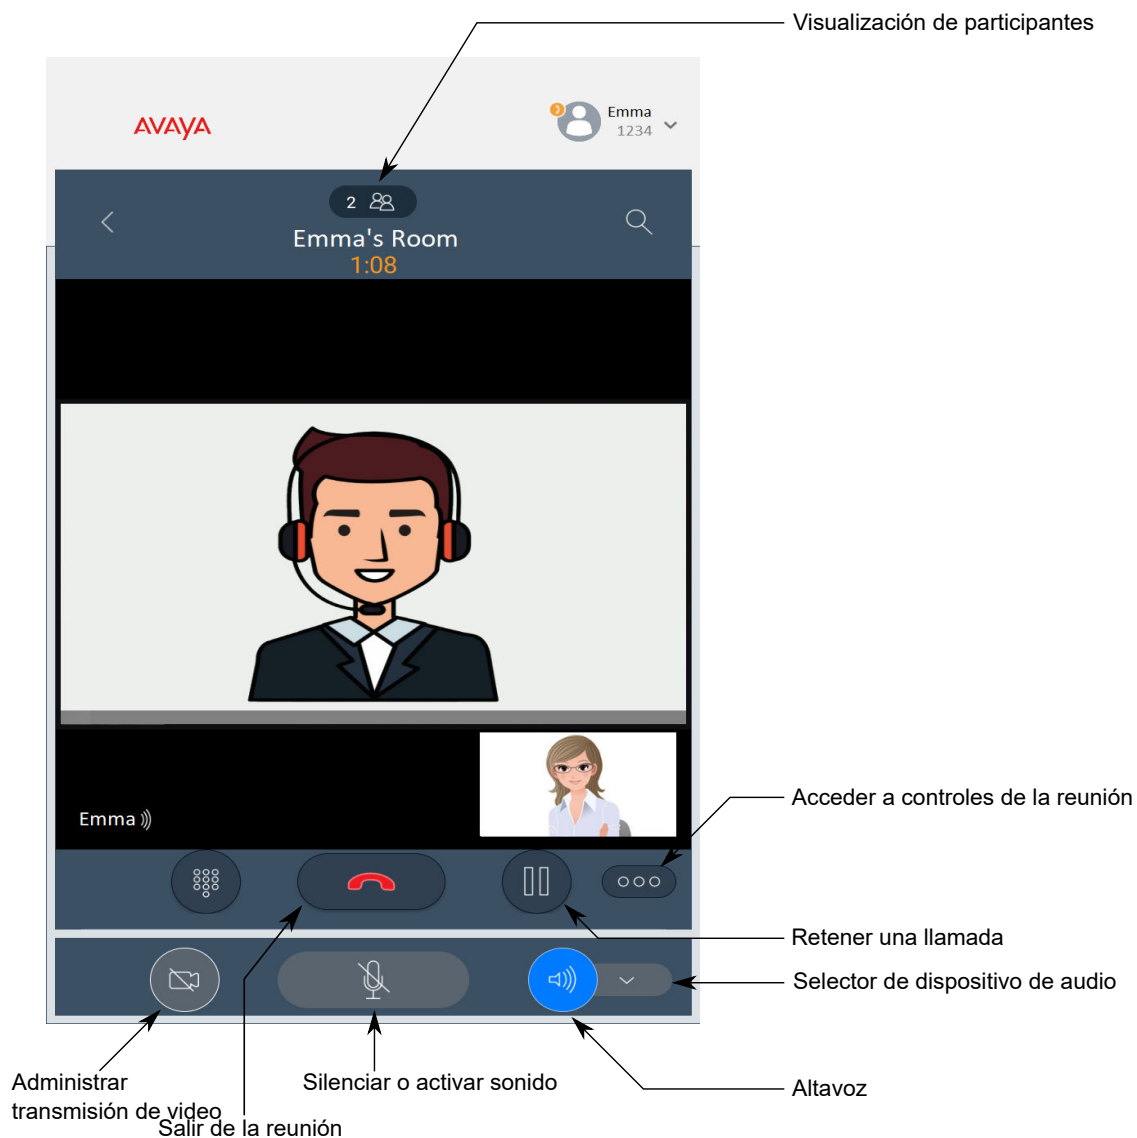 Visualización de participantes
AVAYA
Emma
1234
2
Emma's Room
1:08
Emma
Acceder a controles de la reunión
Retener una llamada
Selector de dispositivo de audio
Administrar
transmisión de video
Silenciar o activar sonido
Altavoz
Salir de la reunión